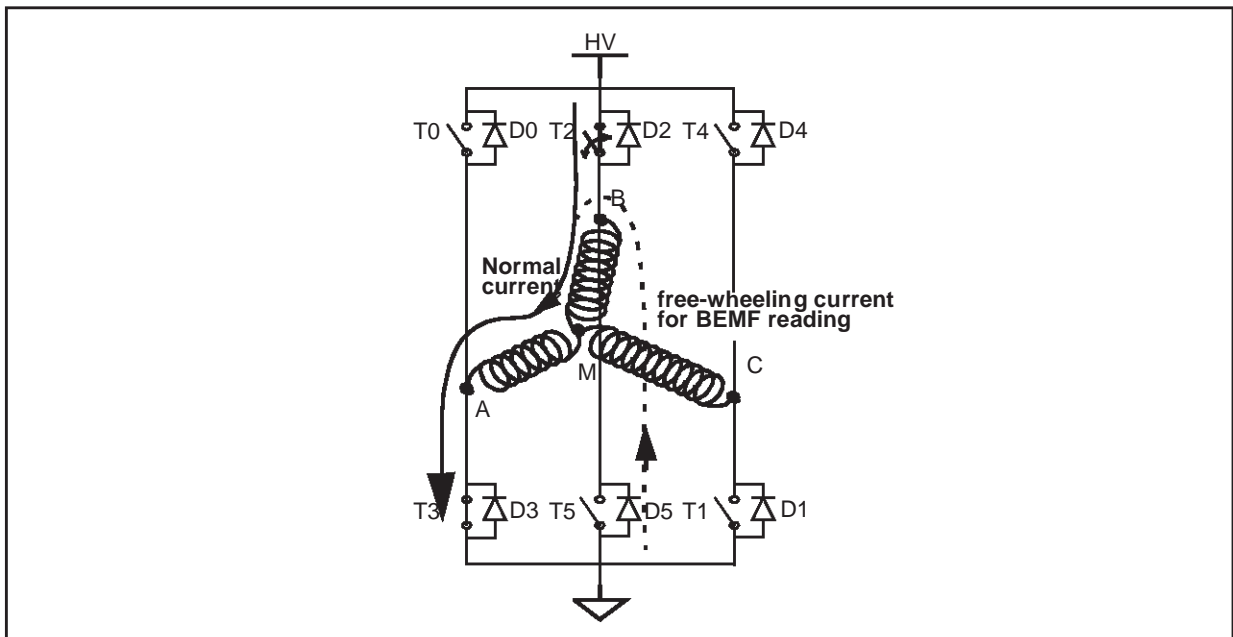 HV
T0
D0
T2
D2
T4
D4
B
Normal
current
free-wheeling current
for BEMF reading
M
C
A
T3
D3
T5
D5
T1
D1